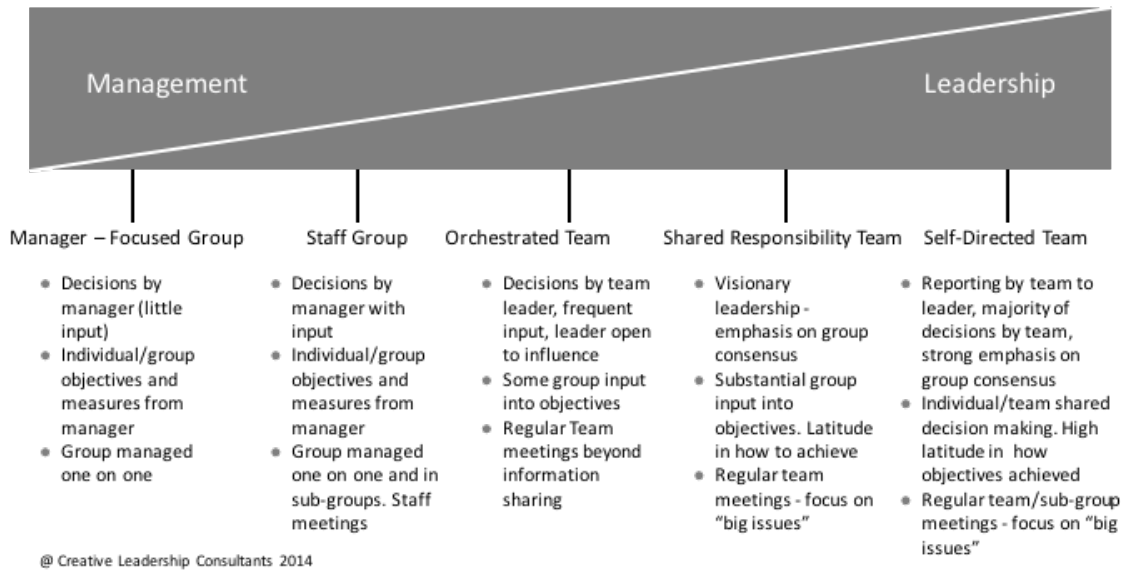 Management
Leadership
Manager – Focused Group
Decisions by
manager (little
input)
Individual/group
objectives and
measures from
manager
Group managed
one on one
Staff Group
Decisions by
manager with
input
Individual/group
objectives and
measures from
manager
Group managed
one on one and in
sub-groups. Staff
meetings
Orchestrated Team
Decisions by team
leader, frequent
input, leader open
to influence
Some group input
into objectives
Regular Team
meetings beyond
information
sharing
Shared Responsibility Team
Visionary
leadership -
emphasis on group
consensus
Substantial group
input into
objectives. Latitude
in how to achieve
Regular team
meetings - focus on
“big issues”
Self-Directed Team
Reporting by team to
leader, majority of
decisions by team,
strong emphasis on
group consensus
Individual/team shared
decision making. High
latitude in how
objectives achieved
Regular team/sub-group
meetings - focus on “big
issues”
@ Creative Leadership Consultants 2014